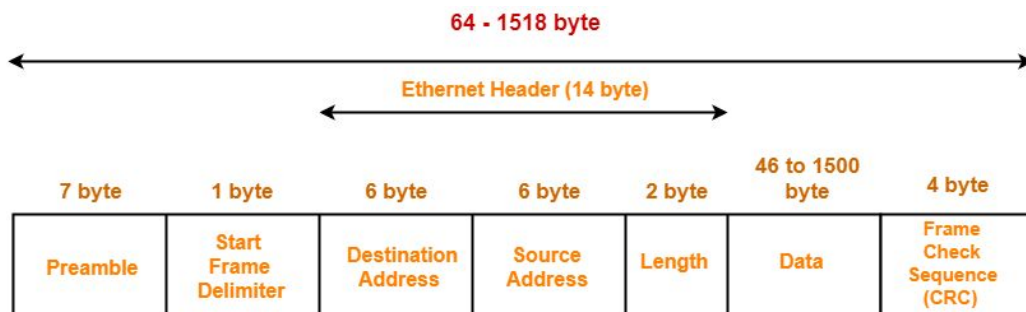 64 - 1518 byte
Ethernet Header (14 byte)
7 byte
1 byte
6 byte
6 byte
2 byte
46 to 1500
byte
4 byte
Preamble
Start
Frame
Delimiter
Destination
Address
Source
Address
Length
Data
Frame
Check
Sequence
(CRC)